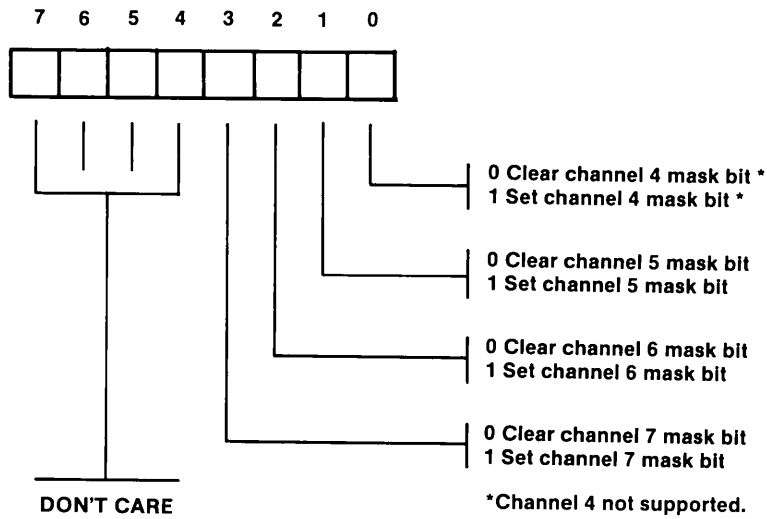 7 6 5 4 3 2 1 0
0 Clear channel 4 mask bit *
1 Set channel 4 mask bit *
0 Clear channel 5 mask bit
1 Set channel 5 mask bit
0 Clear channel 6 mask bit
1 Set channel 6 mask bit
0 Clear channel 7 mask bit
1 Set channel 7 mask bit
DON'T CARE
*Channel 4 not supported.